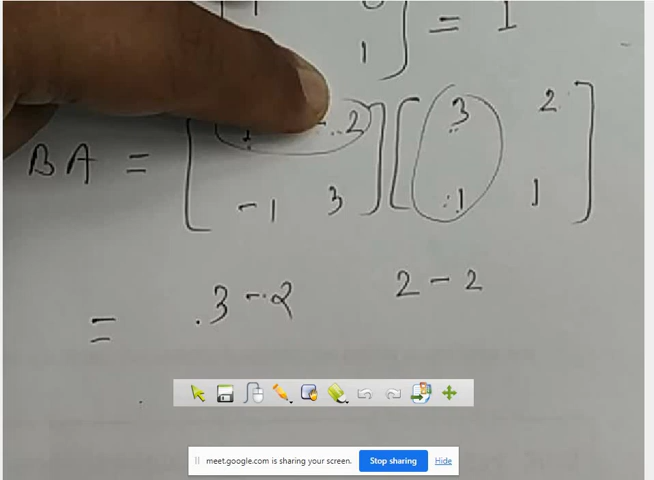 1 ] = I
BA = [ 1 -2 ] [ 3 2 ]
[ -1 3 ] [ 1 1 ]
= 3 - 2 2 - 2
meet.google.com is sharing your screen. Stop sharing Hide